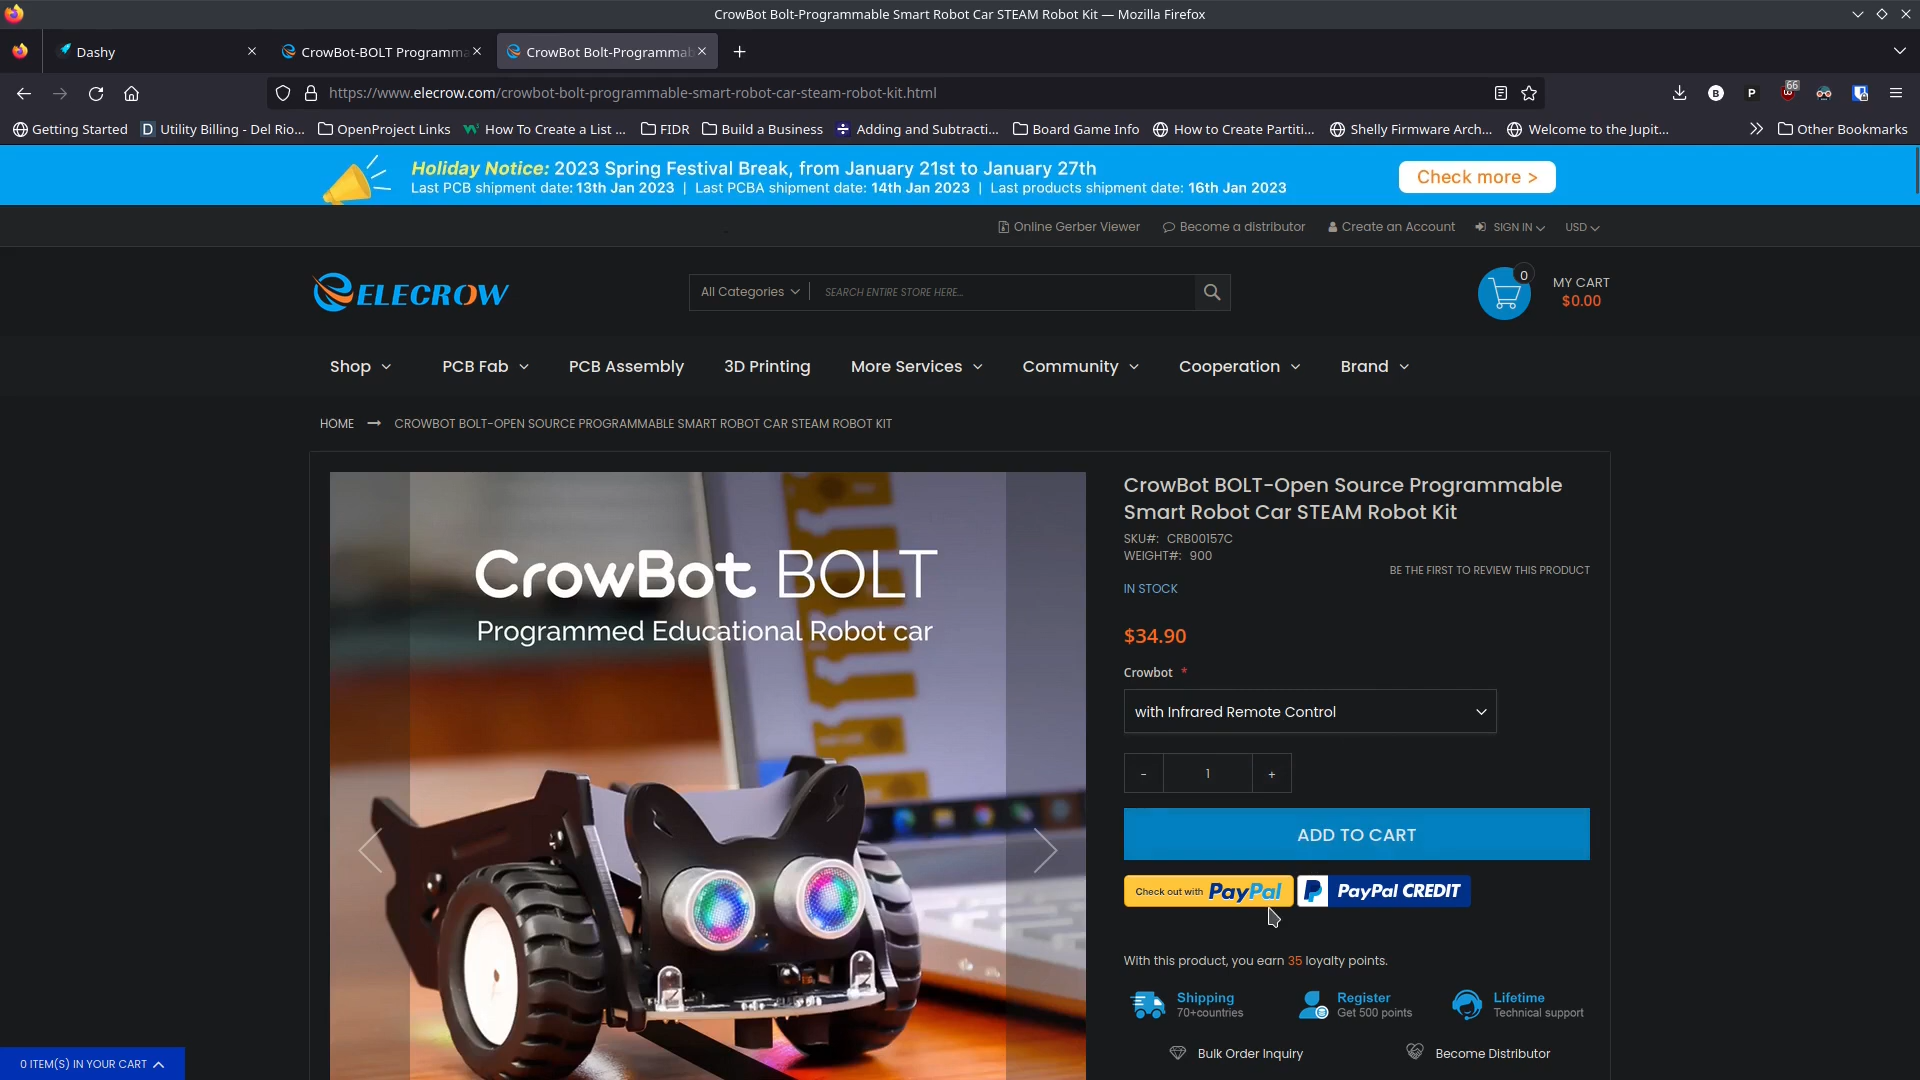 CrowBot Bolt-Programmable Smart Robot Car STEAM Robot Kit — Mozilla Firefox
Dashy
CrowBot-BOLT Programma
CrowBot Bolt-Programmab
https://www.elecrow.com/crowbot-bolt-programmable-smart-robot-car-steam-robot-kit.html
B
P
66
Getting Started
Utility Billing - Del Rio...
OpenProject Links
How To Create a List ...
FIDR
Build a Business
Adding and Subtracti...
Board Game Info
How to Create Partiti...
Shelly Firmware Arch...
Welcome to the Jupit...
Other Bookmarks
Holiday Notice: 2023 Spring Festival Break, from January 21st to January 27th
Last PCB shipment date: 13th Jan 2023 | Last PCBA shipment date: 14th Jan 2023 | Last products shipment date: 16th Jan 2023
Check more >
Online Gerber Viewer
Become a distributor
Create an Account
SIGN IN
USD
ELECROW
All Categories
SEARCH ENTIRE STORE HERE...
0
MY CART
$0.00
Shop
PCB Fab
PCB Assembly
3D Printing
More Services
Community
Cooperation
Brand
HOME
CROWBOT BOLT-OPEN SOURCE PROGRAMMABLE SMART ROBOT CAR STEAM ROBOT KIT
CrowBot BOLT
Programmed Educational Robot car
CrowBot BOLT-Open Source Programmable
Smart Robot Car STEAM Robot Kit
SKU#: CRB00157C
WEIGHT#: 900
BE THE FIRST TO REVIEW THIS PRODUCT
IN STOCK
$34.90
Crowbot *
with Infrared Remote Control
- 1 +
ADD TO CART
Check out with PayPal
PayPal CREDIT
With this product, you earn 35 loyalty points.
Shipping
70+countries
Register
Get 500 points
Lifetime
Technical support
Bulk Order Inquiry
Become Distributor
0 ITEM(S) IN YOUR CART